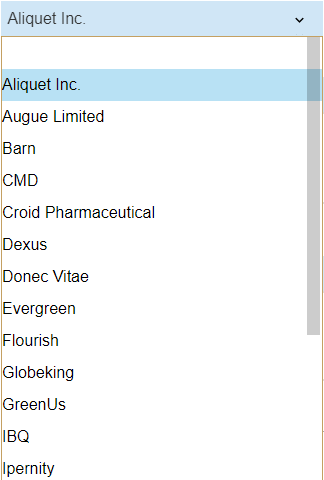 Aliquet Inc.
Aliquet Inc.
Augue Limited
Barn
CMD
Croid Pharmaceutical
Dexus
Donec Vitae
Evergreen
Flourish
Globeking
GreenUs
IBQ
Ipernity